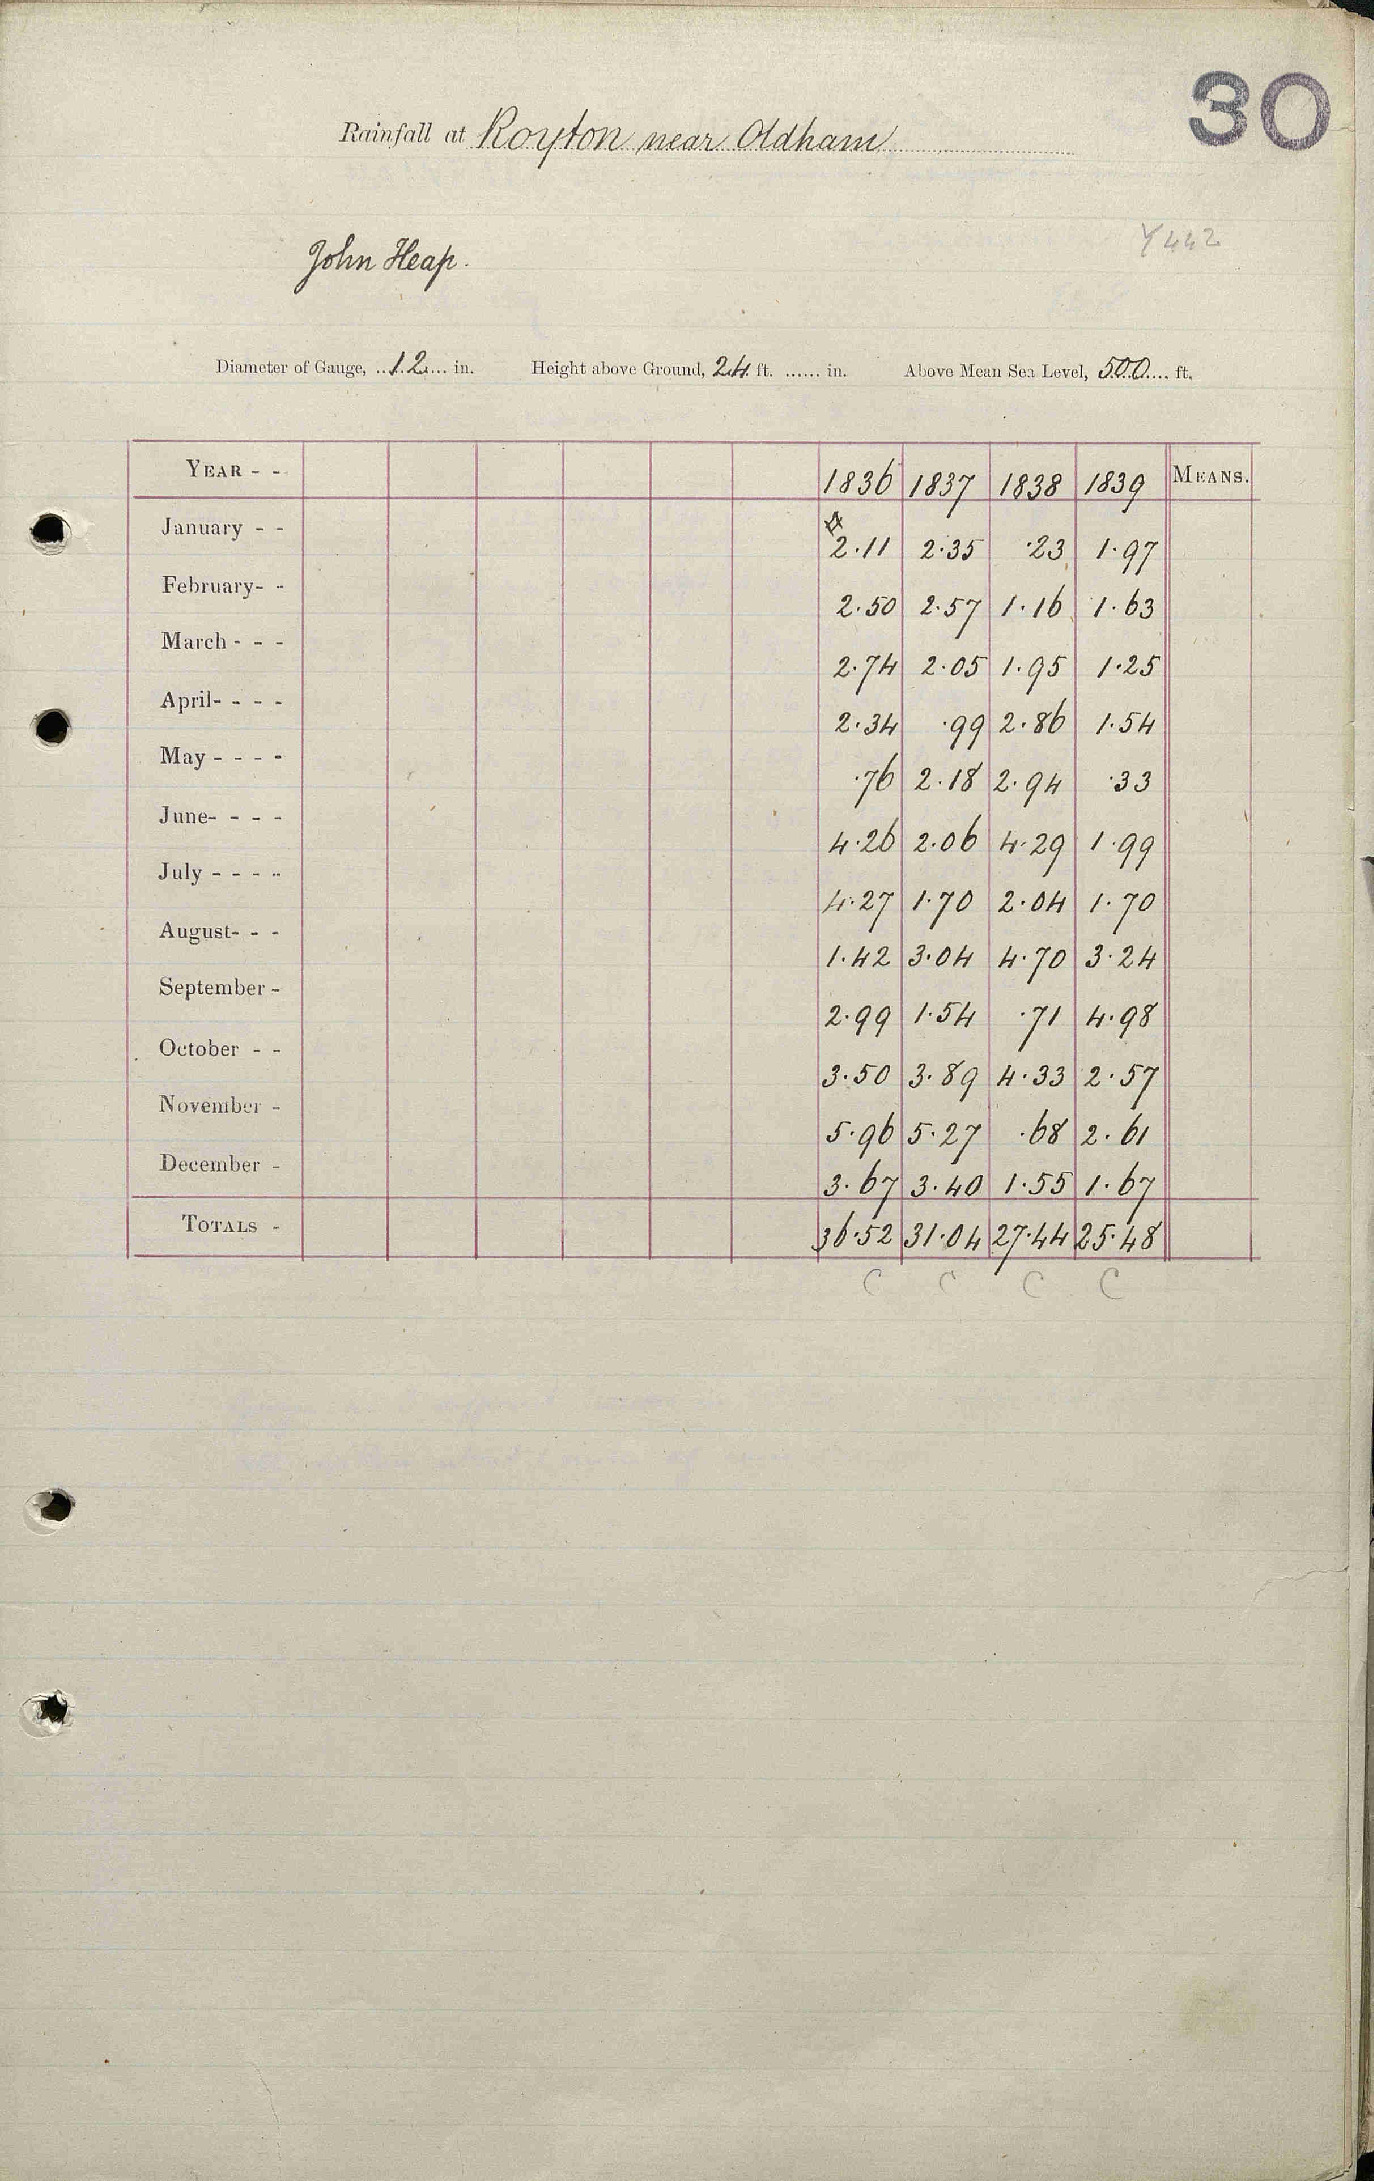 30
Rainfall at Royton near Oldham
Y442
John Heap.
Diameter of Gauge, 12 in. Height above Ground, 24 ft. ...... in. Above Mean Sea Level, 500 ft.
YEAR - - 1836 1837 1838 1839 MEANS.
January - - 2.11 2.35 .23 1.97
February- - 2.50 2.57 1.16 1.63
March - - - 2.74 2.05 1.95 1.25
April- - - - 2.34 .99 2.86 1.54
May - - - - .76 2.18 2.94 .33
June- - - - 4.26 2.06 4.29 1.99
July - - - - 4.27 1.70 2.04 1.70
August- - - 1.42 3.04 4.70 3.24
September - 2.99 1.54 .71 4.98
October - - 3.50 3.89 4.33 2.57
November - 5.96 5.27 .68 2.61
December - 3.67 3.40 1.55 1.67
TOTALS - 36.52 31.04 27.44 25.48
C C C C